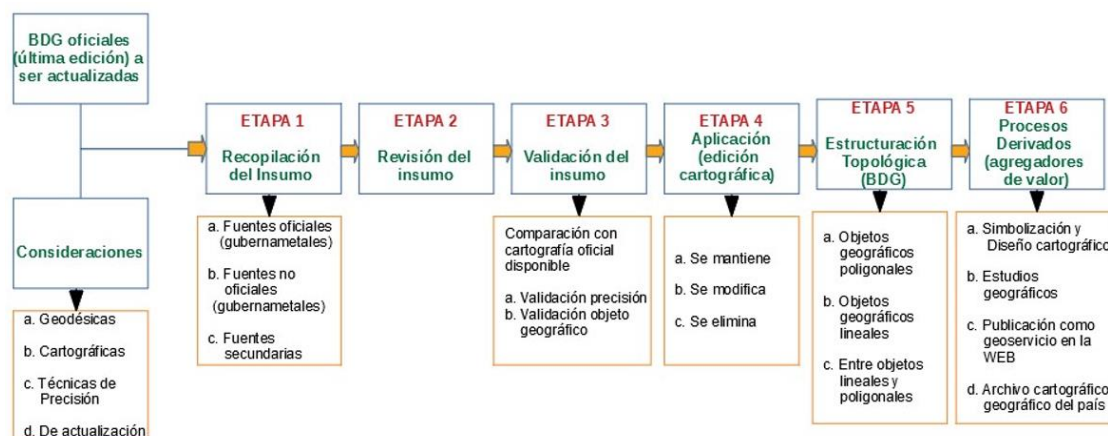 BDG oficiales
(última edición) a
ser actualizadas
Consideraciones
a. Geodésicas
b. Cartográficas
c. Técnicas de
Precisión
d. De actualización
ETAPA 1
Recopilación
del Insumo
a. Fuentes oficiales
(gubernametales)
b. Fuentes no
oficiales
(gubernametales)
c. Fuentes
secundarias
ETAPA 2
Revisión del
insumo
ETAPA 3
Validación del
insumo
Comparación con
cartografía oficial
disponible
a. Validación precisión
b. Validación objeto
geográfico
ETAPA 4
Aplicación
(edición
cartográfica)
a. Se mantiene
b. Se modifica
c. Se elimina
ETAPA 5
Estructuración
Topológica
(BDG)
a. Objetos
geográficos
poligonales
b. Objetos
geográficos
lineales
c. Entre objetos
lineales y
poligonales
ETAPA 6
Procesos
Derivados
(agregadores
de valor)
a. Simbolización y
Diseño cartográfico
b. Estudios
geográficos
c. Publicación como
geoservicio en la
WEB
d. Archivo cartográfico
geográfico del país